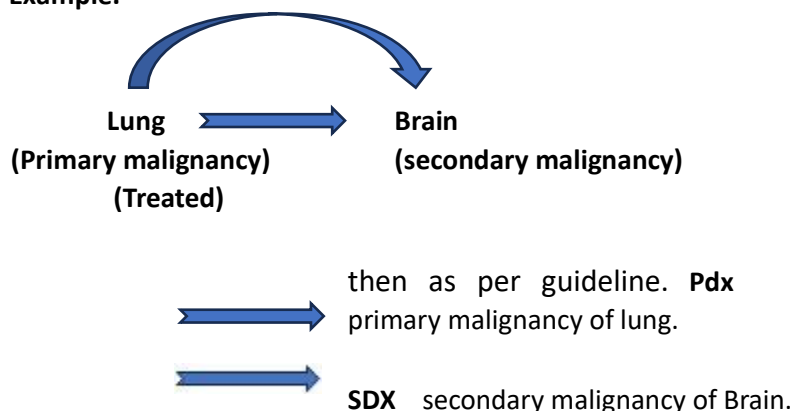 Example:
Lung Brain
(Primary malignancy) (secondary malignancy)
(Treated)
then as per guideline. Pdx
primary malignancy of lung.
SDX secondary malignancy of Brain.